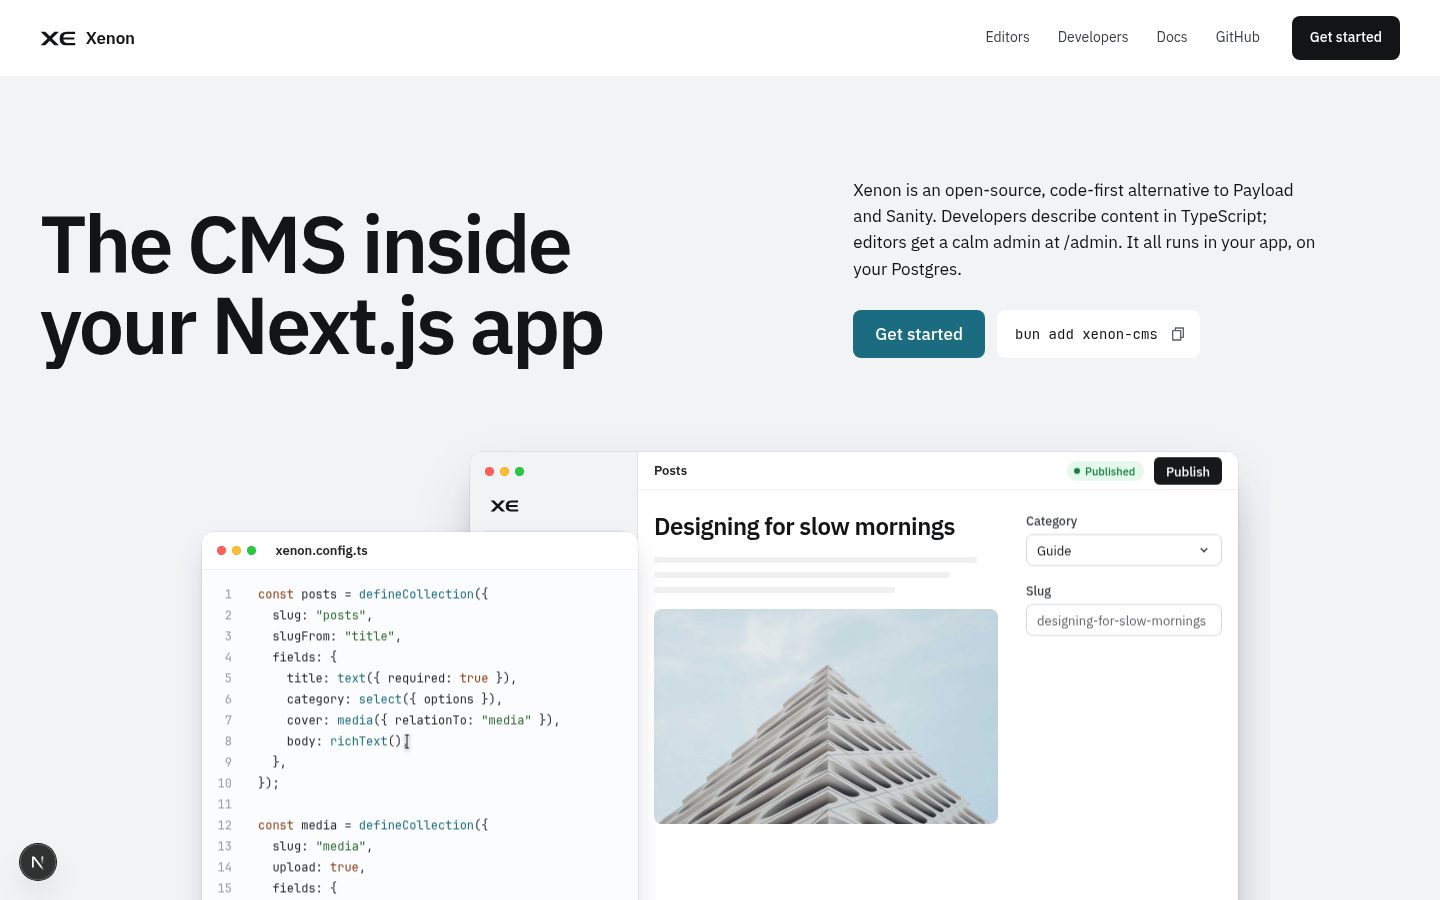 XE Xenon
Editors Developers Docs GitHub Get started
The CMS inside
your Next.js app
Xenon is an open-source, code-first alternative to Payload
and Sanity. Developers describe content in TypeScript;
editors get a calm admin at /admin. It all runs in your app, on
your Postgres.
Get started
bun add xenon-cms
XE
Posts
Published
Publish
Designing for slow mornings
Category
Guide
Slug
designing-for-slow-mornings
xenon.config.ts
1 const posts = defineCollection({
2 slug: "posts",
3 slugFrom: "title",
4 fields: {
5 title: text({ required: true }),
6 category: select({ options }),
7 cover: media({ relationTo: "media" }),
8 body: richText()
9 },
10 });
11
12 const media = defineCollection({
13 slug: "media",
14 upload: true,
15 fields: {
N